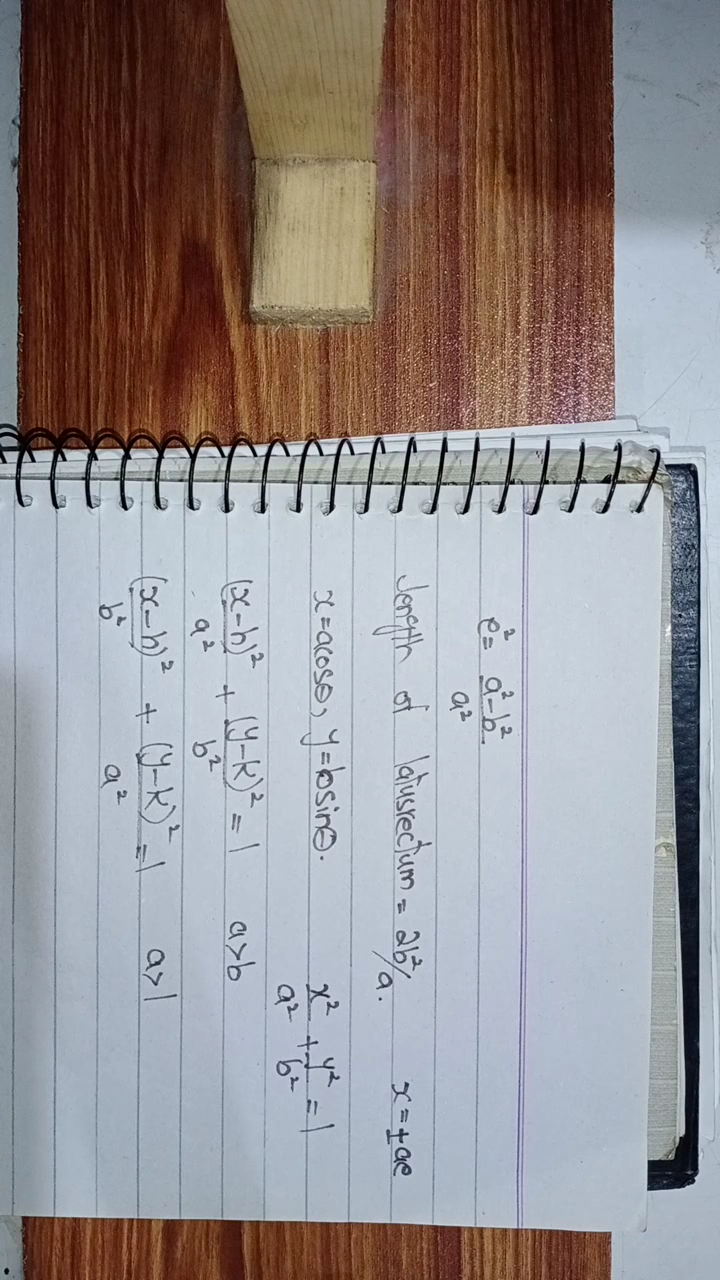 e² = a²-b² / a²
length of latusrectum = 2b²/a. x = ±ae
x=acosθ, y=bsinθ. x²/a² + y²/b² = 1
(x-h)²/a² + (y-k)²/b² = 1 a>b
(x-h)²/b² + (y-k)²/a² = 1 a>1